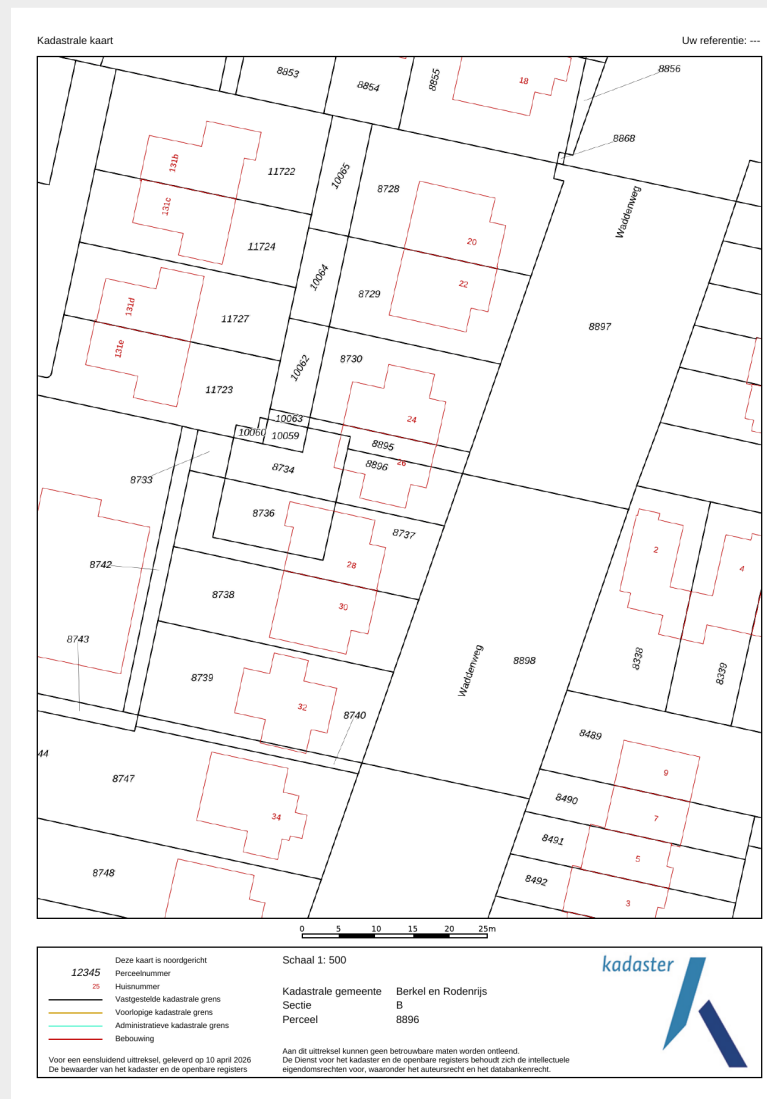 Kadastrale kaart
Uw referentie: ---
8853
8854
8855
18
8856
8868
131b
11722
10065
8728
Waddenweg
131c
11724
20
10064
22
8729
131d
11727
8897
131e
10062
8730
11723
24
10063
10060
10059
8895
8896
26
8733
8734
8736
8737
2
4
8742
28
8738
30
8743
8338
8339
Waddenweg
8898
8739
32
8740
8489
44
8747
9
8490
34
7
8491
5
8748
8492
3
0 5 10 15 20 25m
Deze kaart is noordgericht
12345 Perceelnummer
25 Huisnummer
Vastgestelde kadastrale grens
Voorlopige kadastrale grens
Administratieve kadastrale grens
Bebouwing
Voor een eensluidend uittreksel, geleverd op 10 april 2026
De bewaarder van het kadaster en de openbare registers
Schaal 1: 500
Kadastrale gemeente Berkel en Rodenrijs
Sectie B
Perceel 8896
Aan dit uittreksel kunnen geen betrouwbare maten worden ontleend.
De Dienst voor het kadaster en de openbare registers behoudt zich de intellectuele
eigendomsrechten voor, waaronder het auteursrecht en het databankenrecht.
kadaster